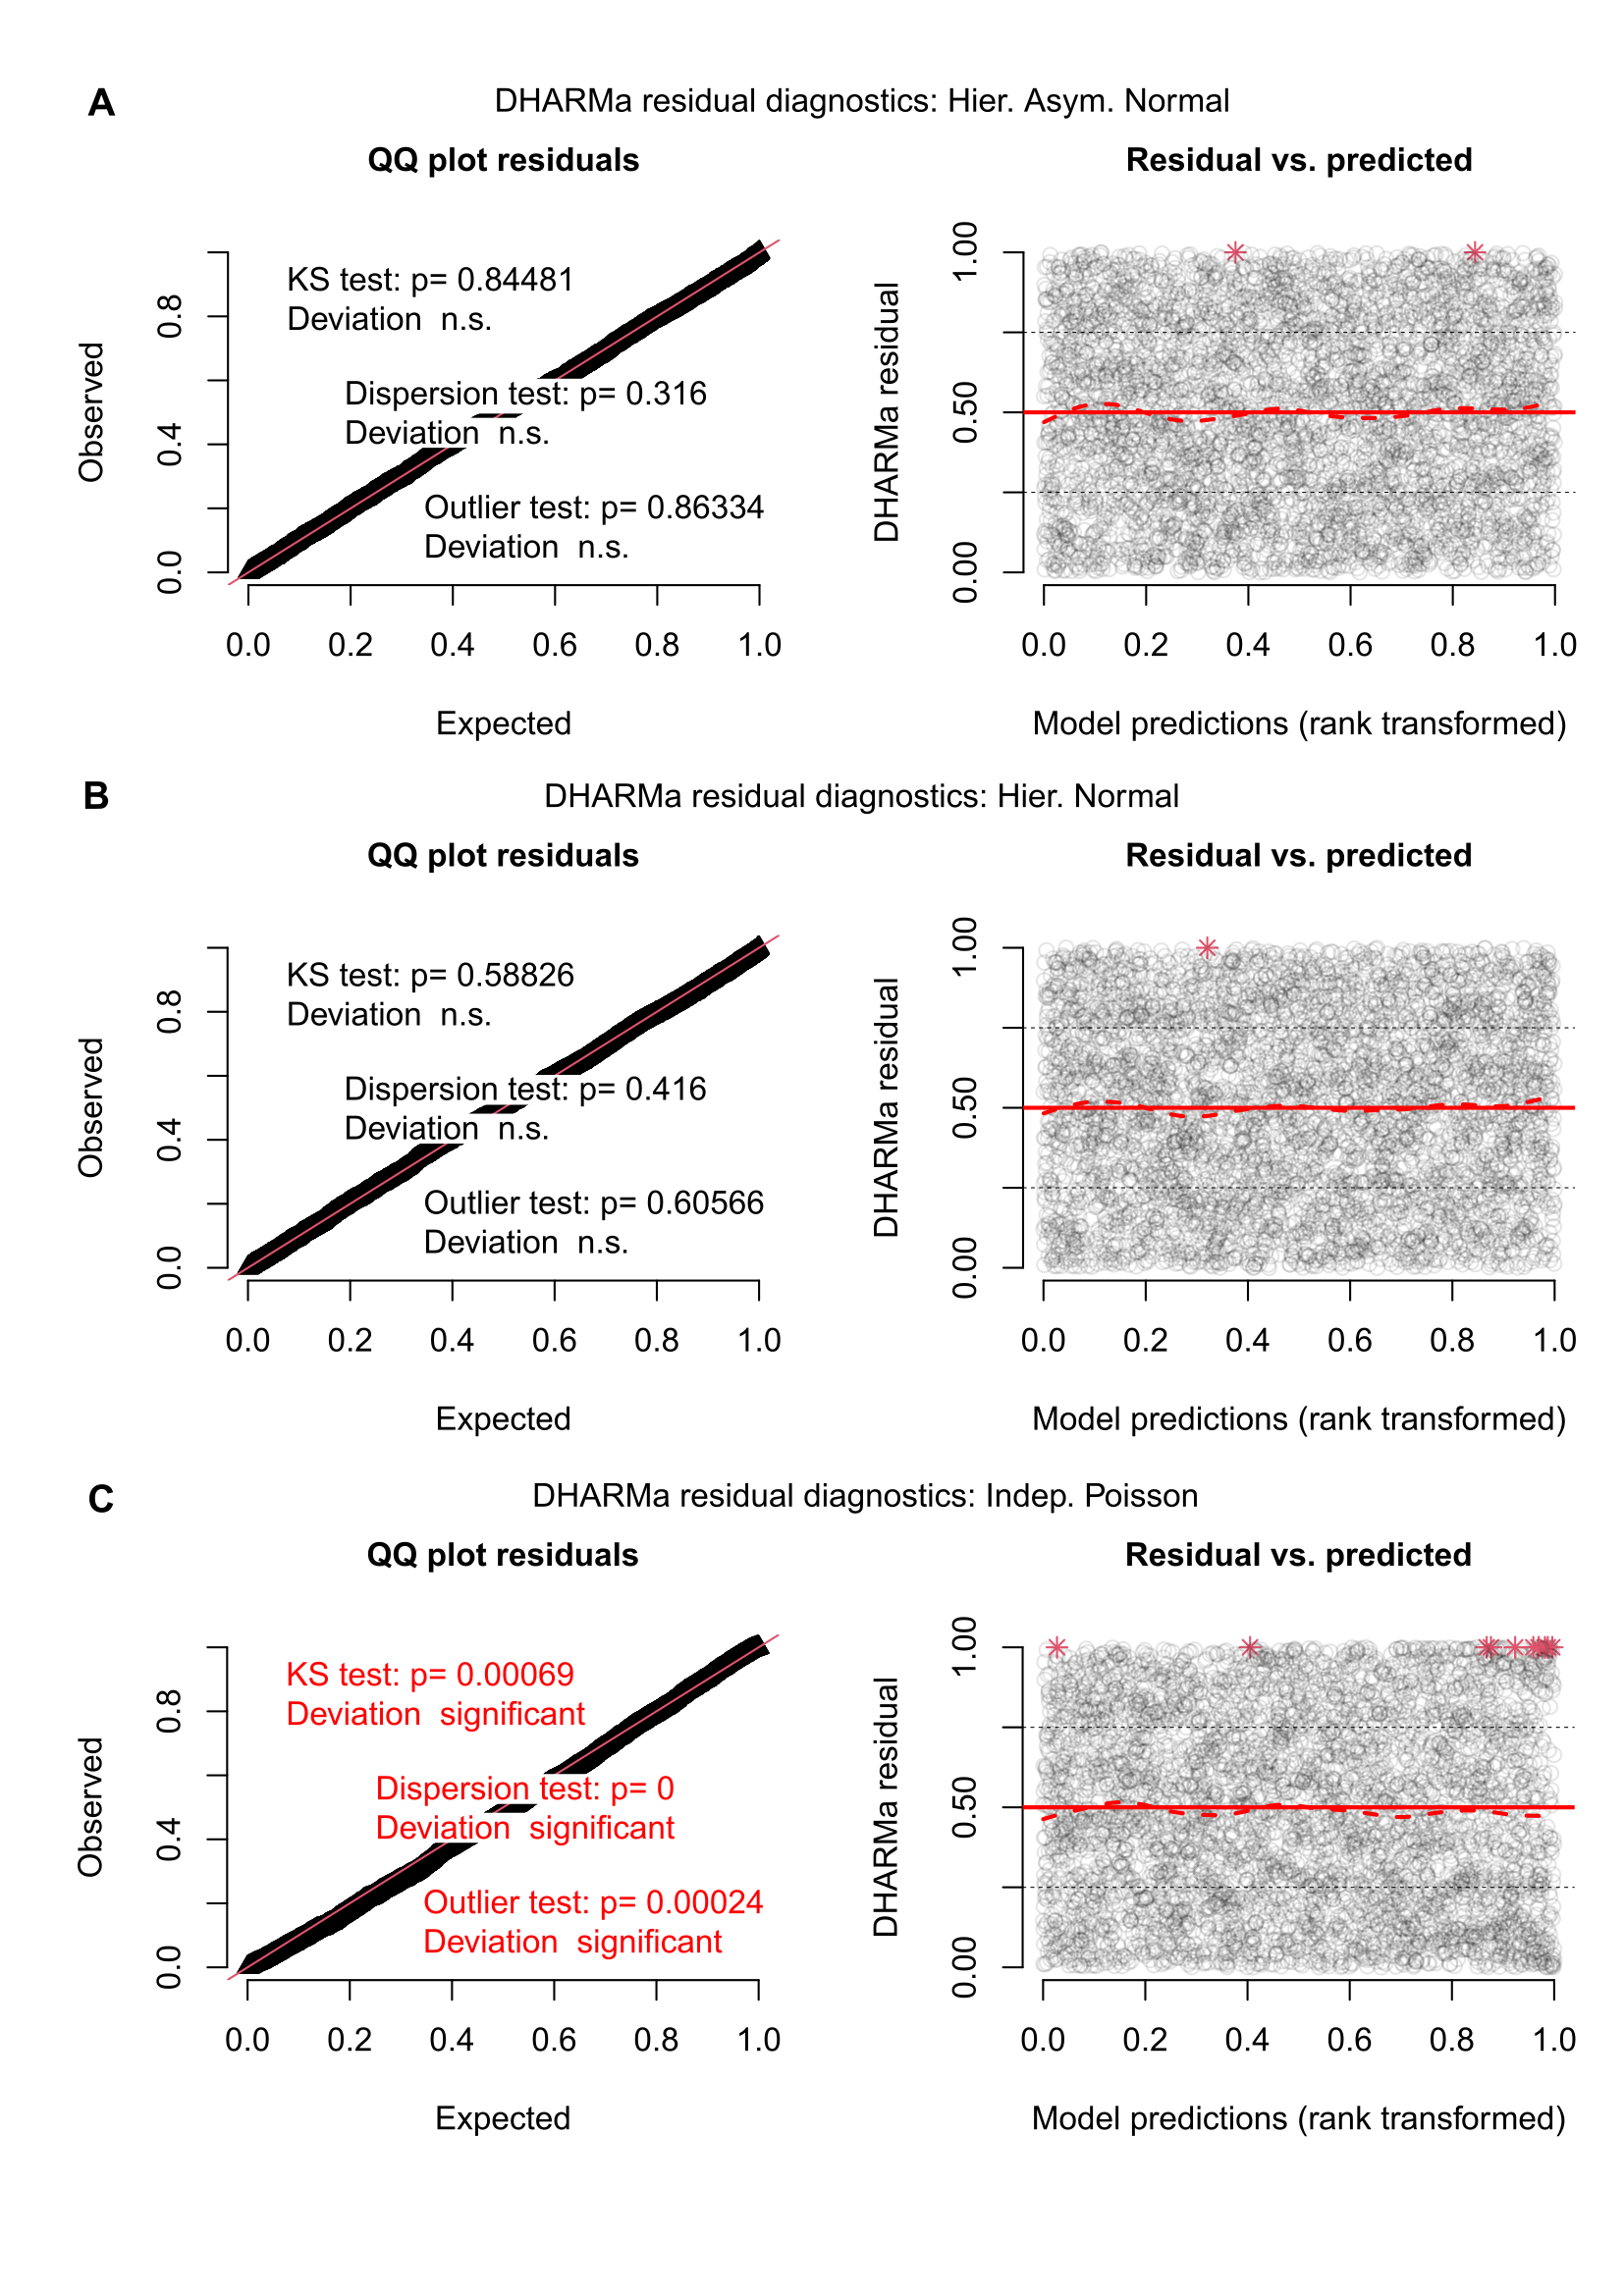 A
DHARMa residual diagnostics: Hier. Asym. Normal
QQ plot residuals
Observed
0.0 0.4 0.8
KS test: p= 0.84481
Deviation  n.s.
Dispersion test: p= 0.316
Deviation  n.s.
Outlier test: p= 0.86334
Deviation  n.s.
0.0 0.2 0.4 0.6 0.8 1.0
Expected
Residual vs. predicted
DHARMa residual
0.00 0.50 1.00
0.0 0.2 0.4 0.6 0.8 1.0
Model predictions (rank transformed)
B
DHARMa residual diagnostics: Hier. Normal
QQ plot residuals
Observed
0.0 0.4 0.8
KS test: p= 0.58826
Deviation  n.s.
Dispersion test: p= 0.416
Deviation  n.s.
Outlier test: p= 0.60566
Deviation  n.s.
0.0 0.2 0.4 0.6 0.8 1.0
Expected
Residual vs. predicted
DHARMa residual
0.00 0.50 1.00
0.0 0.2 0.4 0.6 0.8 1.0
Model predictions (rank transformed)
C
DHARMa residual diagnostics: Indep. Poisson
QQ plot residuals
Observed
0.0 0.4 0.8
KS test: p= 0.00069
Deviation  significant
Dispersion test: p= 0
Deviation  significant
Outlier test: p= 0.00024
Deviation  significant
0.0 0.2 0.4 0.6 0.8 1.0
Expected
Residual vs. predicted
DHARMa residual
0.00 0.50 1.00
0.0 0.2 0.4 0.6 0.8 1.0
Model predictions (rank transformed)